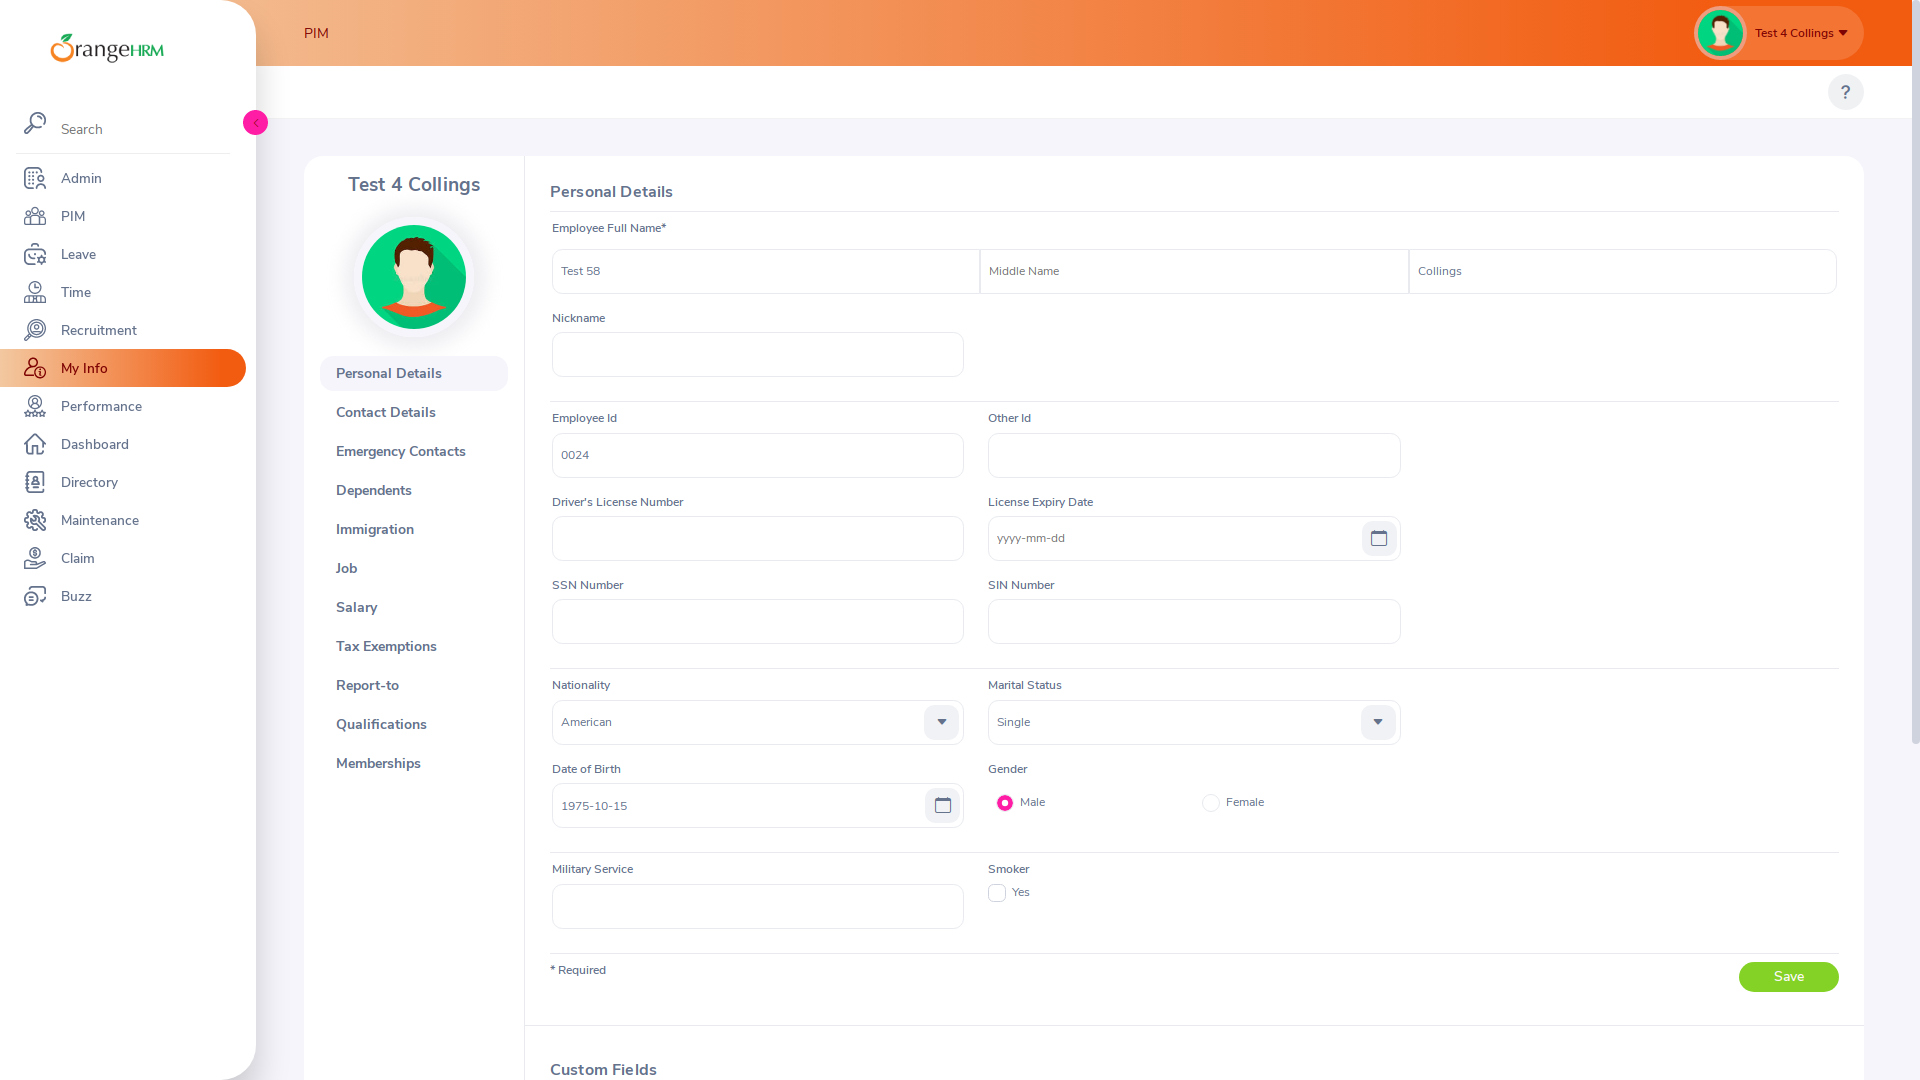 OrangeHRM
PIM
Test 4 Collings
?
Search
Admin
PIM
Leave
Time
Recruitment
My Info
Performance
Dashboard
Directory
Maintenance
Claim
Buzz
Test 4 Collings
Personal Details
Contact Details
Emergency Contacts
Dependents
Immigration
Job
Salary
Tax Exemptions
Report-to
Qualifications
Memberships
Personal Details
Employee Full Name*
Test 58 Middle Name Collings
Nickname
Employee Id Other Id
0024
Driver's License Number License Expiry Date
yyyy-mm-dd
SSN Number SIN Number
Nationality Marital Status
American Single
Date of Birth Gender
1975-10-15 Male Female
Military Service Smoker
Yes
* Required Save
Custom Fields